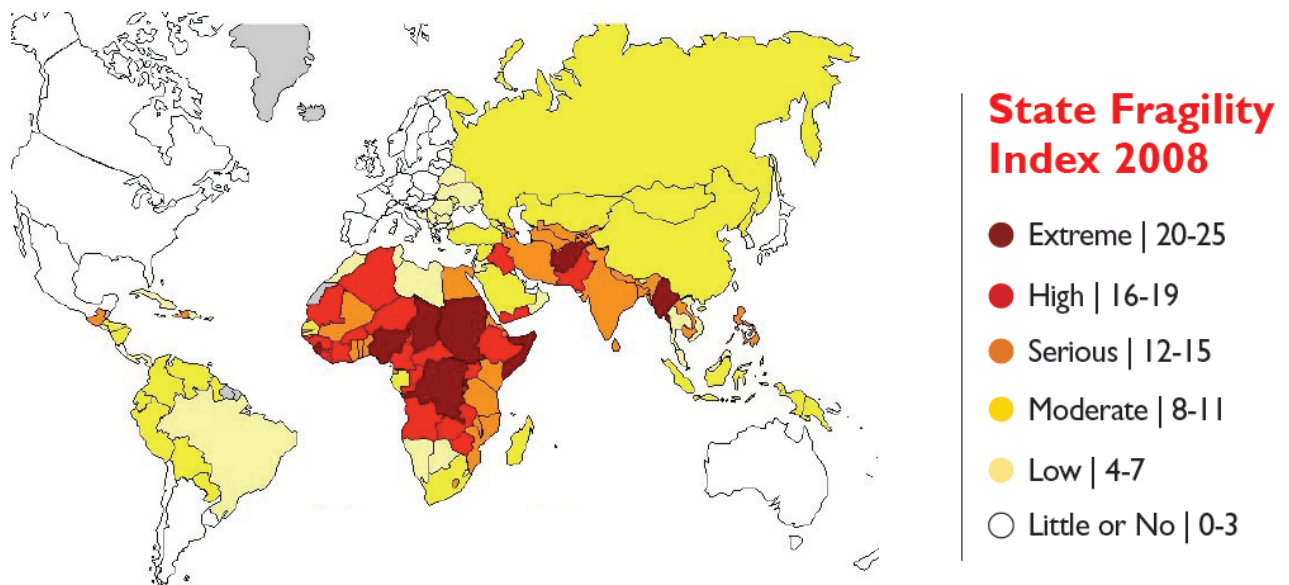 State Fragility
Index 2008
Extreme | 20-25
High | 16-19
Serious | 12-15
Moderate | 8-11
Low | 4-7
Little or No | 0-3